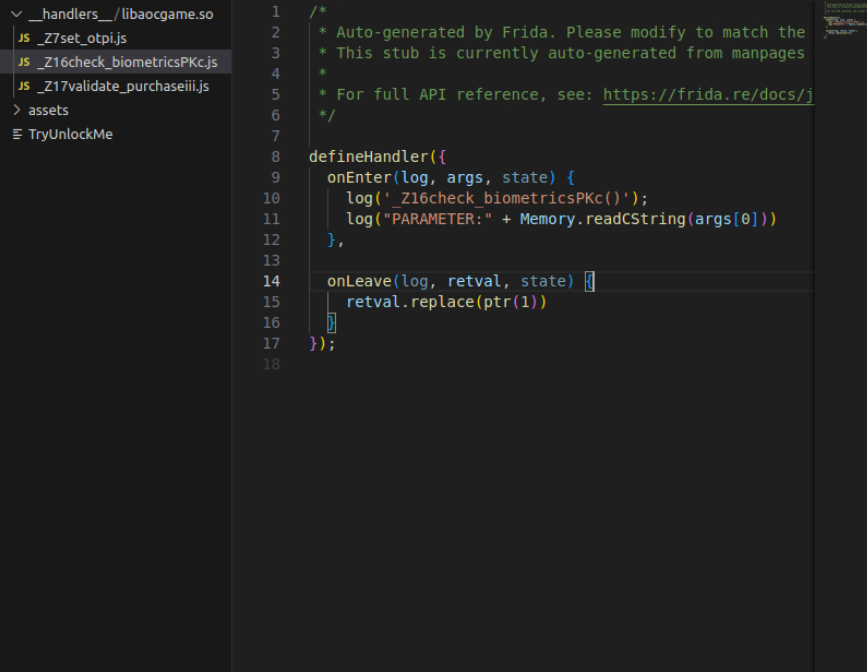 __handlers__/libaocgame.so
JS _Z7set_otpi.js
JS _Z16check_biometricsPKc.js
JS _Z17validate_purchaseiii.js
assets
TryUnlockMe
1 /*
2 * Auto-generated by Frida. Please modify to match the
3 * This stub is currently auto-generated from manpages
4 *
5 * For full API reference, see: https://frida.re/docs/j
6 */
7
8 defineHandler({
9 onEnter(log, args, state) {
10 log('_Z16check_biometricsPKc()');
11 log("PARAMETER:" + Memory.readCString(args[0]))
12 },
13
14 onLeave(log, retval, state) {
15 retval.replace(ptr(1))
16 }
17 });
18